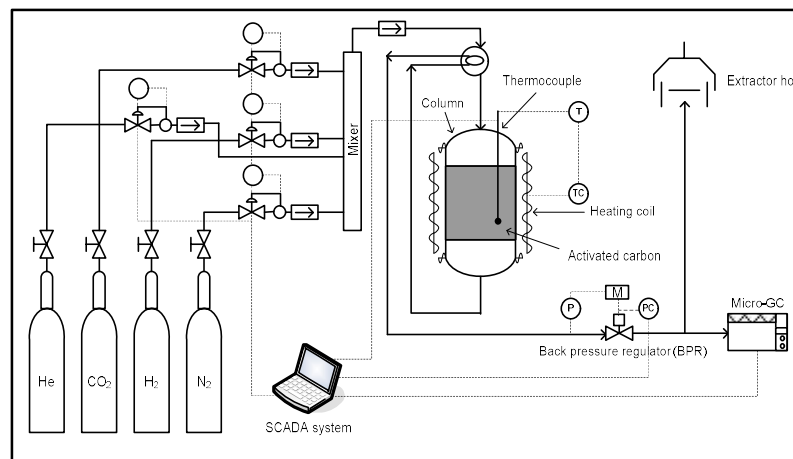 Thermocouple
Extractor ho
Column
T
Mixer
TC
Heating coil
Activated carbon
M
P
PC
Micro-GC
Back pressure regulator (BPR)
He
CO₂
H₂
N₂
SCADA system